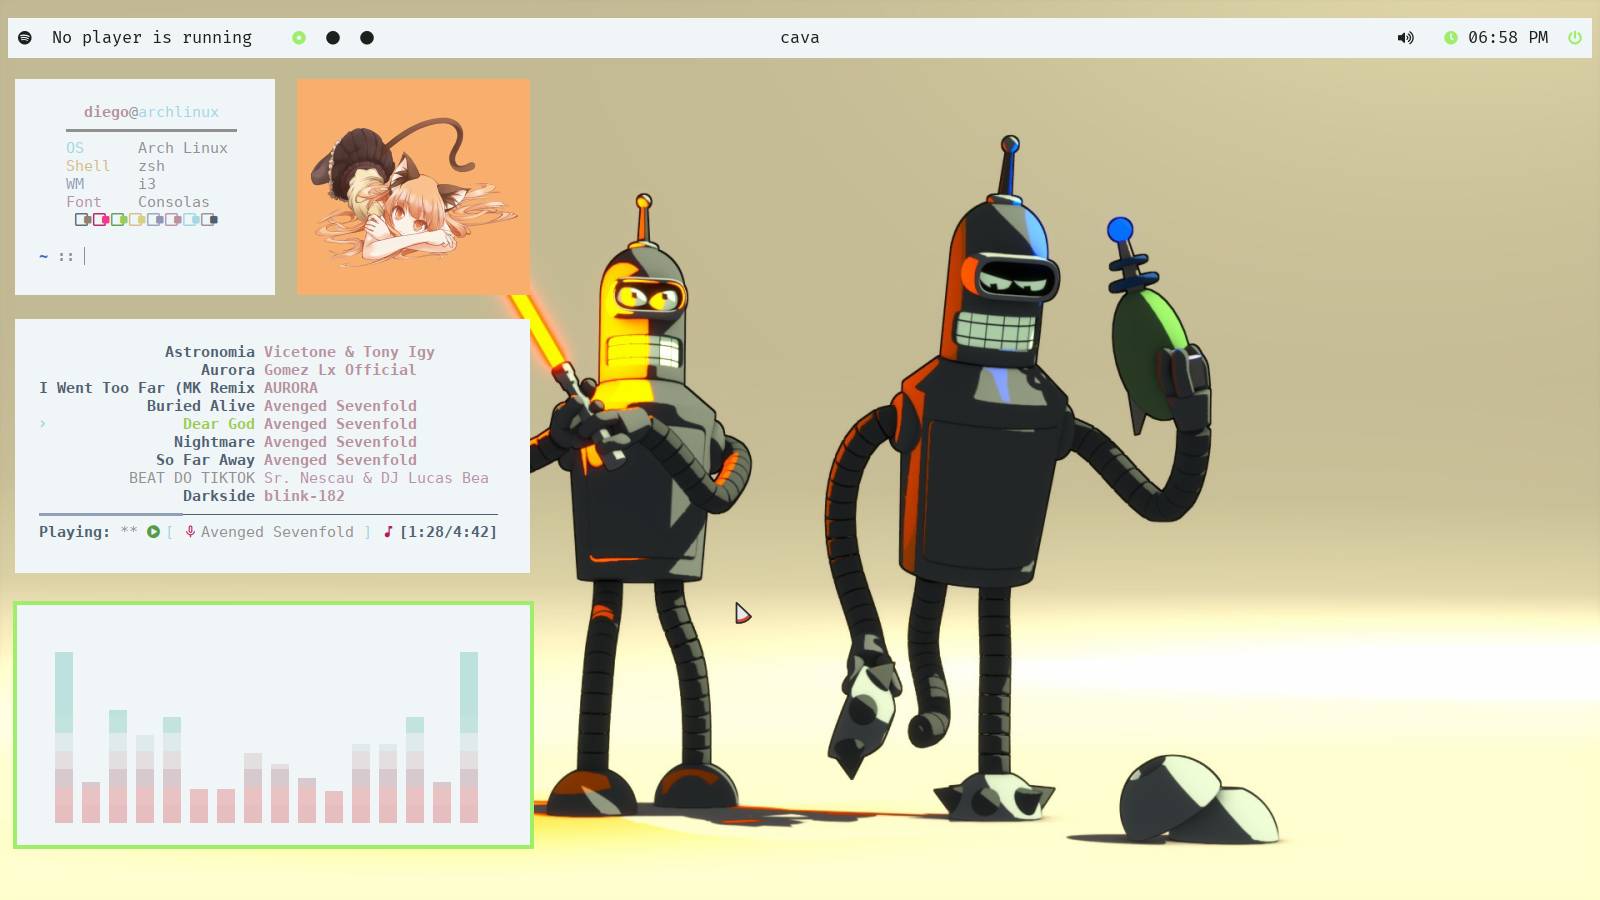 No player is running
cava
06:58 PM
diego@archlinux
OS Arch Linux
Shell zsh
WM i3
Font Consolas
~ ::
Astronomia Vicetone & Tony Igy
Aurora Gomez Lx Official
I Went Too Far (MK Remix AURORA
Buried Alive Avenged Sevenfold
› Dear God Avenged Sevenfold
Nightmare Avenged Sevenfold
So Far Away Avenged Sevenfold
BEAT DO TIKTOK Sr. Nescau & DJ Lucas Bea
Darkside blink-182
Playing: ** [ Avenged Sevenfold ] [1:28/4:42]